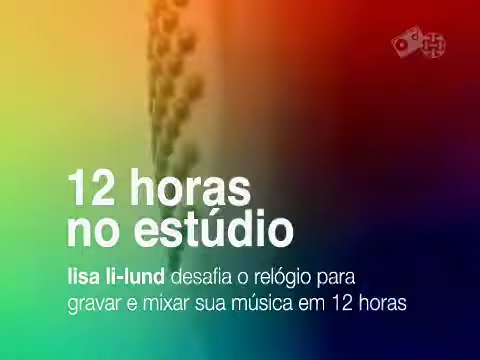 12 horas
no estúdio
lisa li-lund desafia o relógio para
gravar e mixar sua música em 12 horas